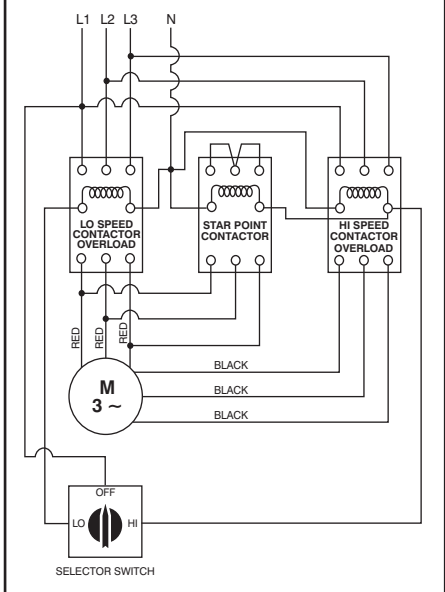 L1 L2 L3 N
LO SPEED
CONTACTOR
OVERLOAD
STAR POINT
CONTACTOR
HI SPEED
CONTACTOR
OVERLOAD
RED
RED
RED
BLACK
BLACK
BLACK
M
3 ~
OFF
LO HI
SELECTOR SWITCH